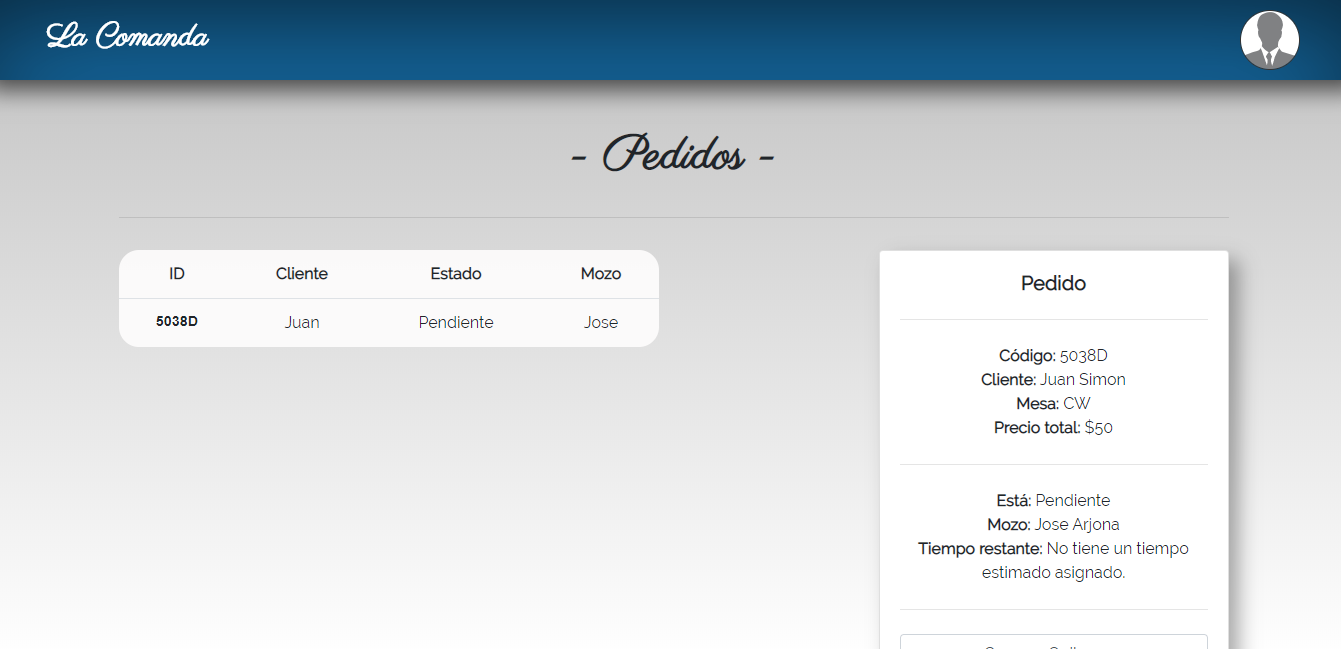 La Comanda
- Pedidos -
ID Cliente Estado Mozo
5038D Juan Pendiente Jose
Pedido
Código: 5038D
Cliente: Juan Simon
Mesa: CW
Precio total: $50
Está: Pendiente
Mozo: Jose Arjona
Tiempo restante: No tiene un tiempo
estimado asignado.